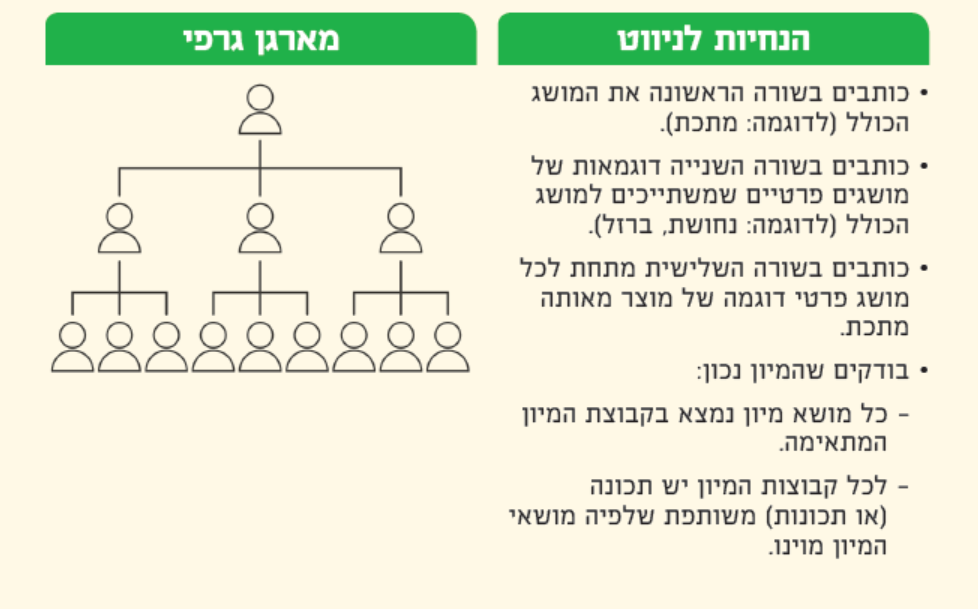 הנחיות לניווט
• כותבים בשורה הראשונה את המושג
הכולל (לדוגמה: מתכת).
• כותבים בשורה השנייה דוגמאות של
מושגים פרטיים שמשתייכים למושג
הכולל (לדוגמה: נחושת, ברזל).
• כותבים בשורה השלישית מתחת לכל
מושג פרטי דוגמה של מוצר מאותה
מתכת.
• בודקים שהמיון נכון:
– כל מושא מיון נמצא בקבוצת המיון
המתאימה.
– לכל קבוצות המיון יש תכונה
(או תכונות) משותפת שלפיה מושאי
המיון מוינו.
מארגן גרפי